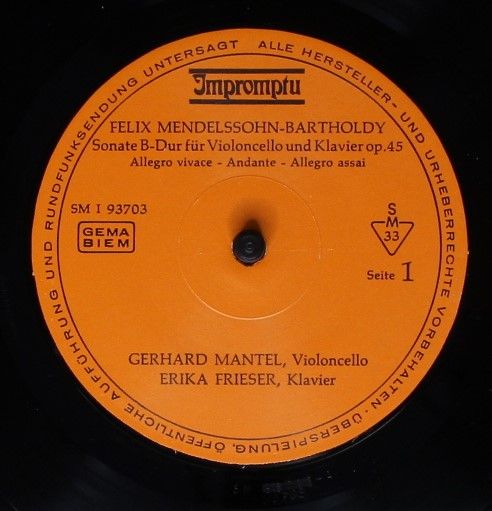 ALLE HERSTELLER- UND URHEBERRECHTE VORBEHALTEN · ÜBERSPIELUNG, ÖFFENTLICHE AUFFÜHRUNG UND RUNDFUNKSENDUNG UNTERSAGT
Impromptu
FELIX MENDELSSOHN-BARTHOLDY
Sonate B-Dur für Violoncello und Klavier op.45
Allegro vivace - Andante - Allegro assai
SM I 93703
GEMA
BIEM
S
M
33
Seite 1
GERHARD MANTEL, Violoncello
ERIKA FRIESER, Klavier